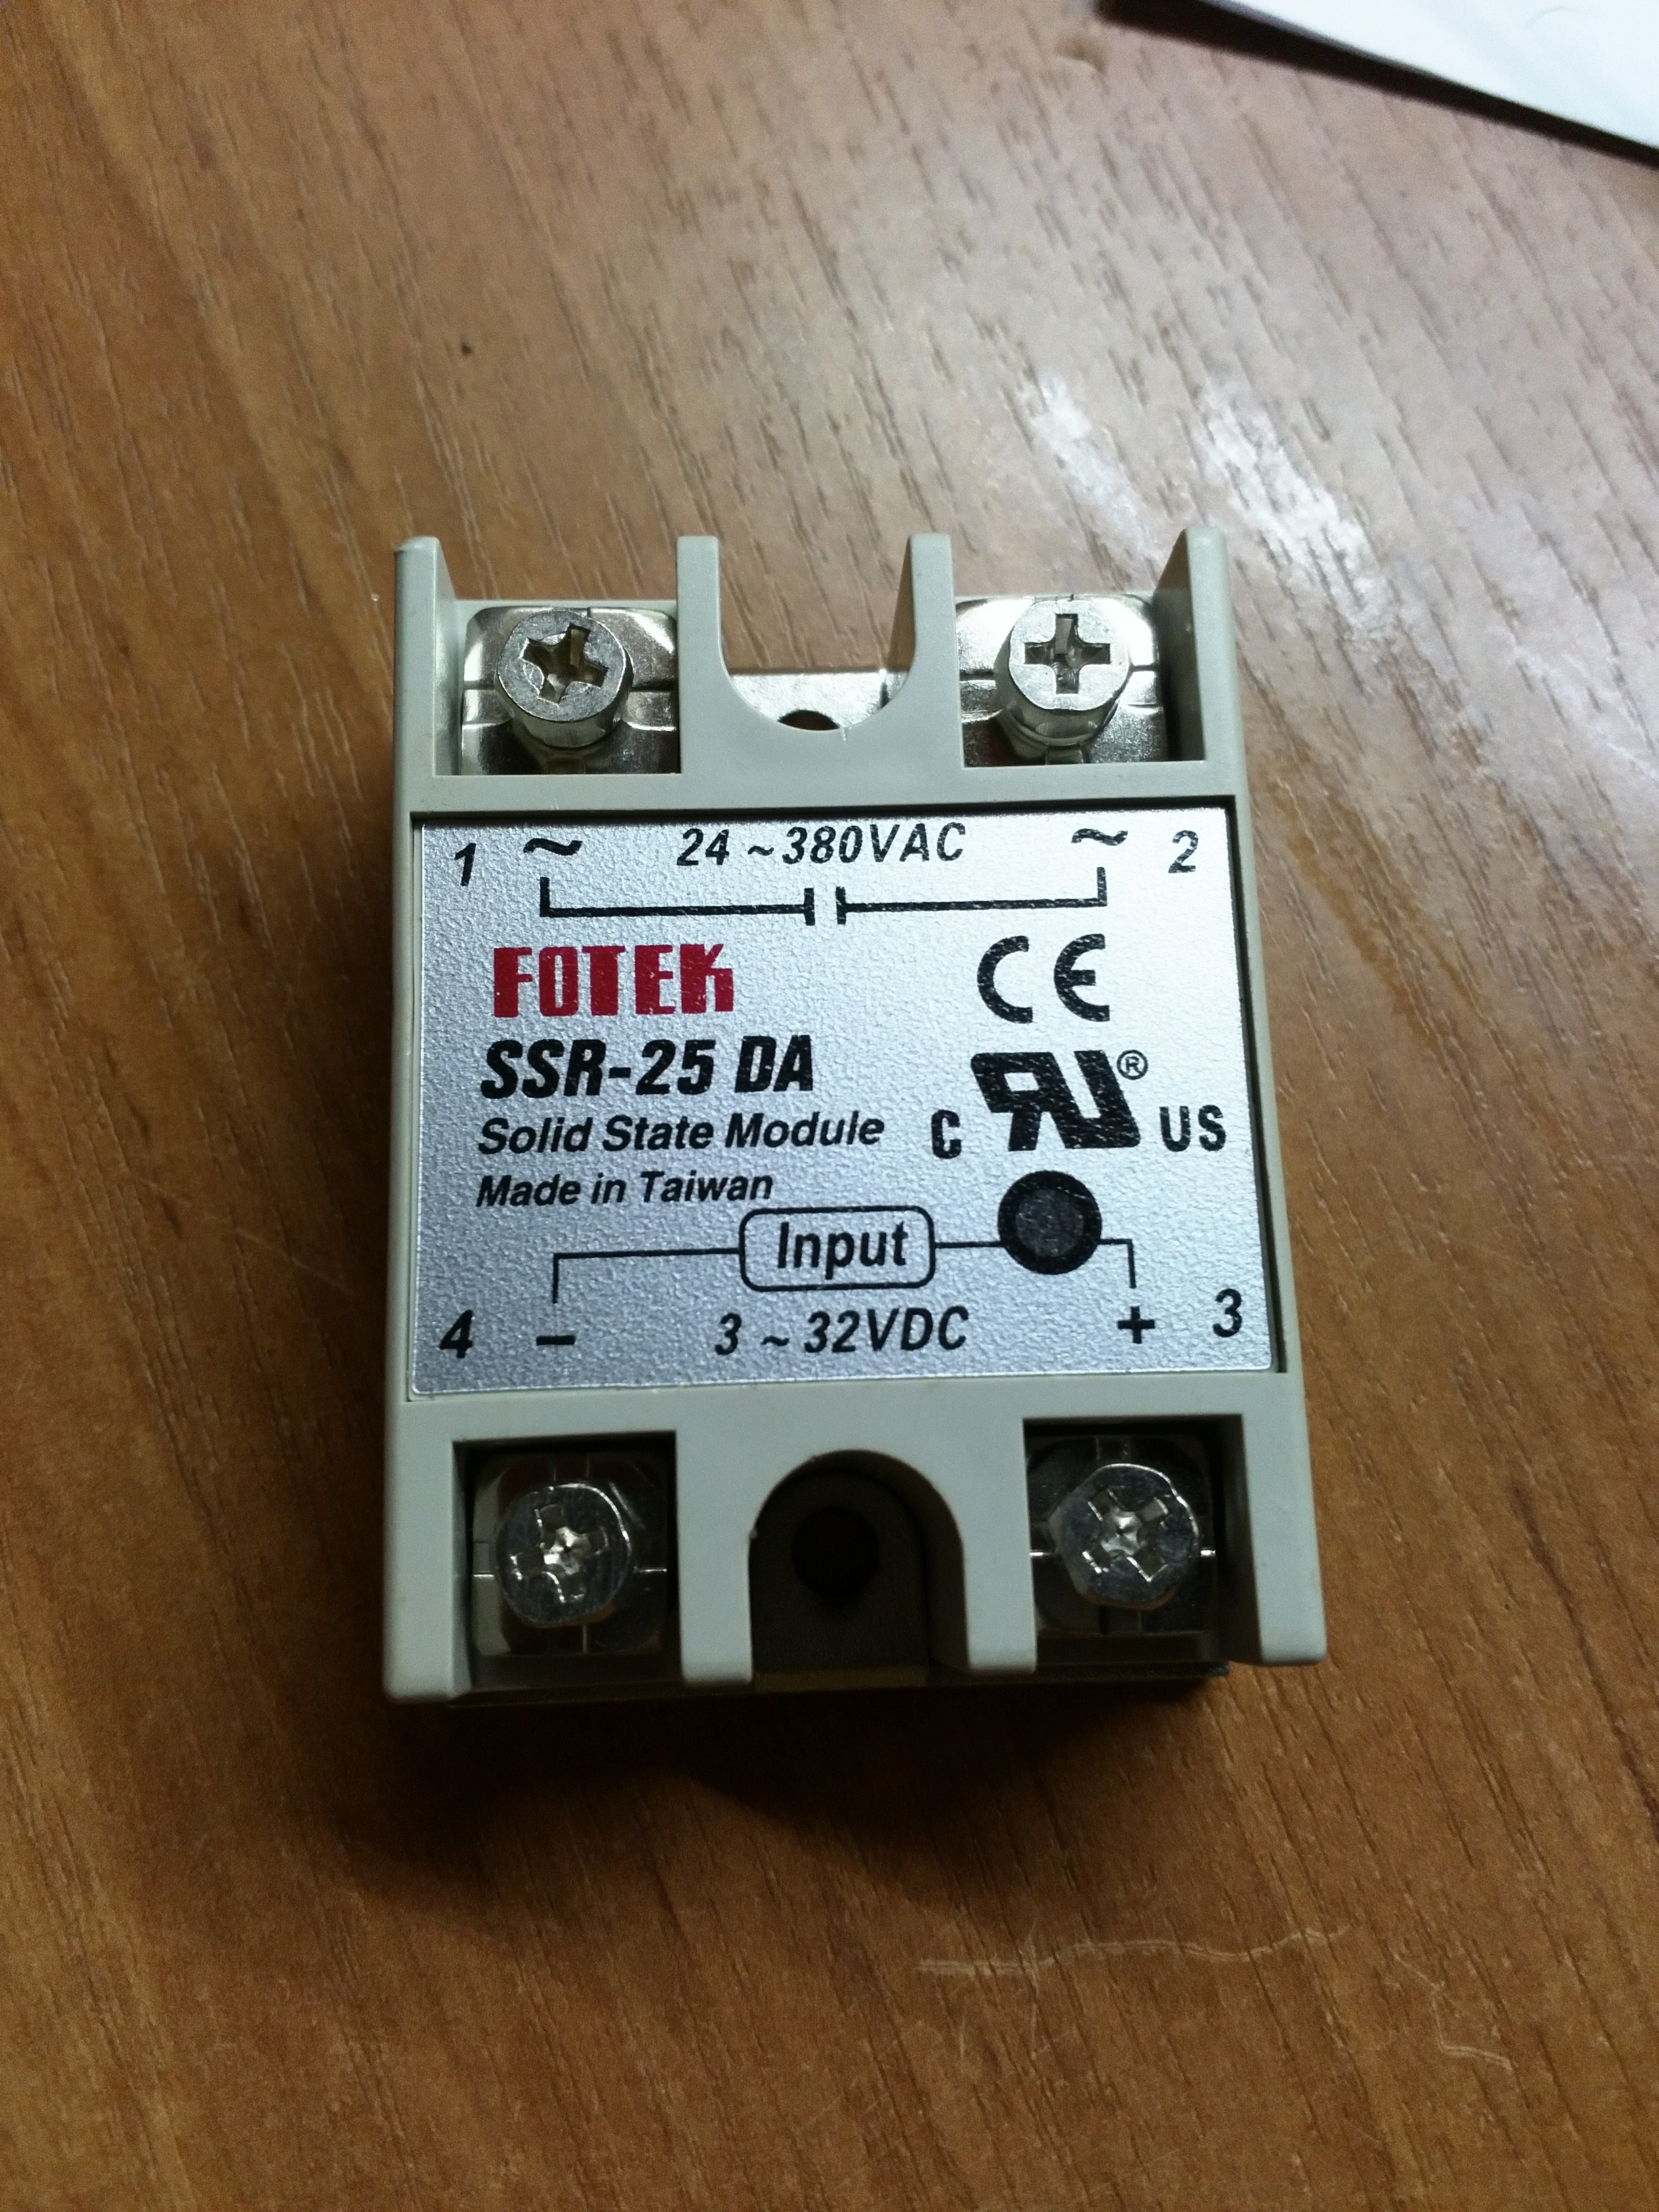 1 ~ 24 ~380VAC ~ 2
FOTEK
CE
SSR-25 DA
®
Solid State Module
C RU US
Made in Taiwan
Input
4 – 3 ~ 32VDC + 3